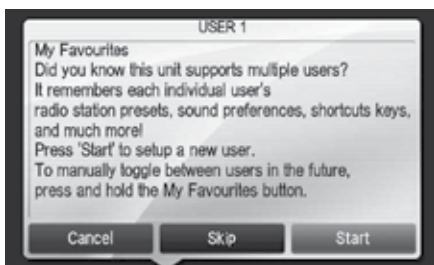 USER 1
My Favourites
Did you know this unit supports multiple users?
It remembers each individual user's
radio station presets, sound preferences, shortcuts keys,
and much more!
Press 'Start' to setup a new user.
To manually toggle between users in the future,
press and hold the My Favourites button.
Cancel Skip Start